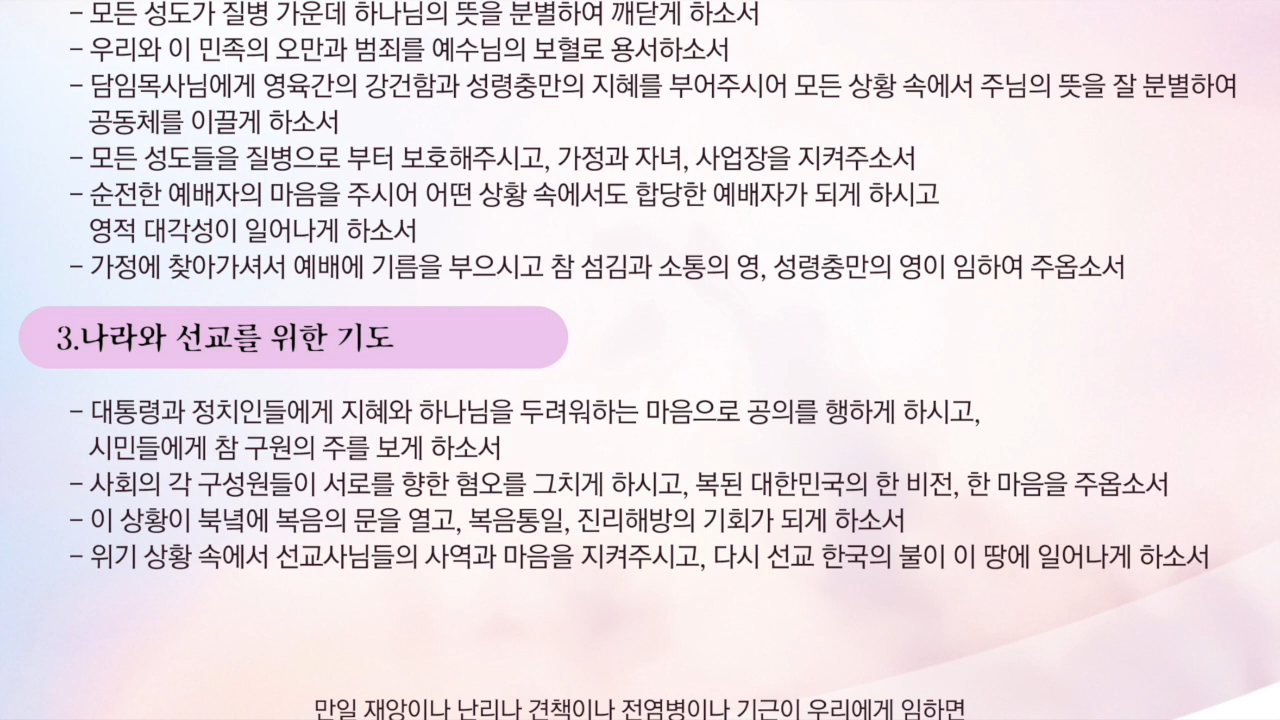 – 모든 성도가 질병 가운데 하나님의 뜻을 분별하여 깨닫게 하소서
– 우리와 이 민족의 오만과 범죄를 예수님의 보혈로 용서하소서
– 담임목사님에게 영육간의 강건함과 성령충만의 지혜를 부어주시어 모든 상황 속에서 주님의 뜻을 잘 분별하여
공동체를 이끌게 하소서
– 모든 성도들을 질병으로 부터 보호해주시고, 가정과 자녀, 사업장을 지켜주소서
– 순전한 예배자의 마음을 주시어 어떤 상황 속에서도 합당한 예배자가 되게 하시고
영적 대각성이 일어나게 하소서
– 가정에 찾아가셔서 예배에 기름을 부으시고 참 섬김과 소통의 영, 성령충만의 영이 임하여 주옵소서
3.나라와 선교를 위한 기도
– 대통령과 정치인들에게 지혜와 하나님을 두려워하는 마음으로 공의를 행하게 하시고,
시민들에게 참 구원의 주를 보게 하소서
– 사회의 각 구성원들이 서로를 향한 혐오를 그치게 하시고, 복된 대한민국의 한 비전, 한 마음을 주옵소서
– 이 상황이 북녘에 복음의 문을 열고, 복음통일, 진리해방의 기회가 되게 하소서
– 위기 상황 속에서 선교사님들의 사역과 마음을 지켜주시고, 다시 선교 한국의 불이 이 땅에 일어나게 하소서
만일 재앙이나 난리나 견책이나 전염병이나 기근이 우리에게 임하면